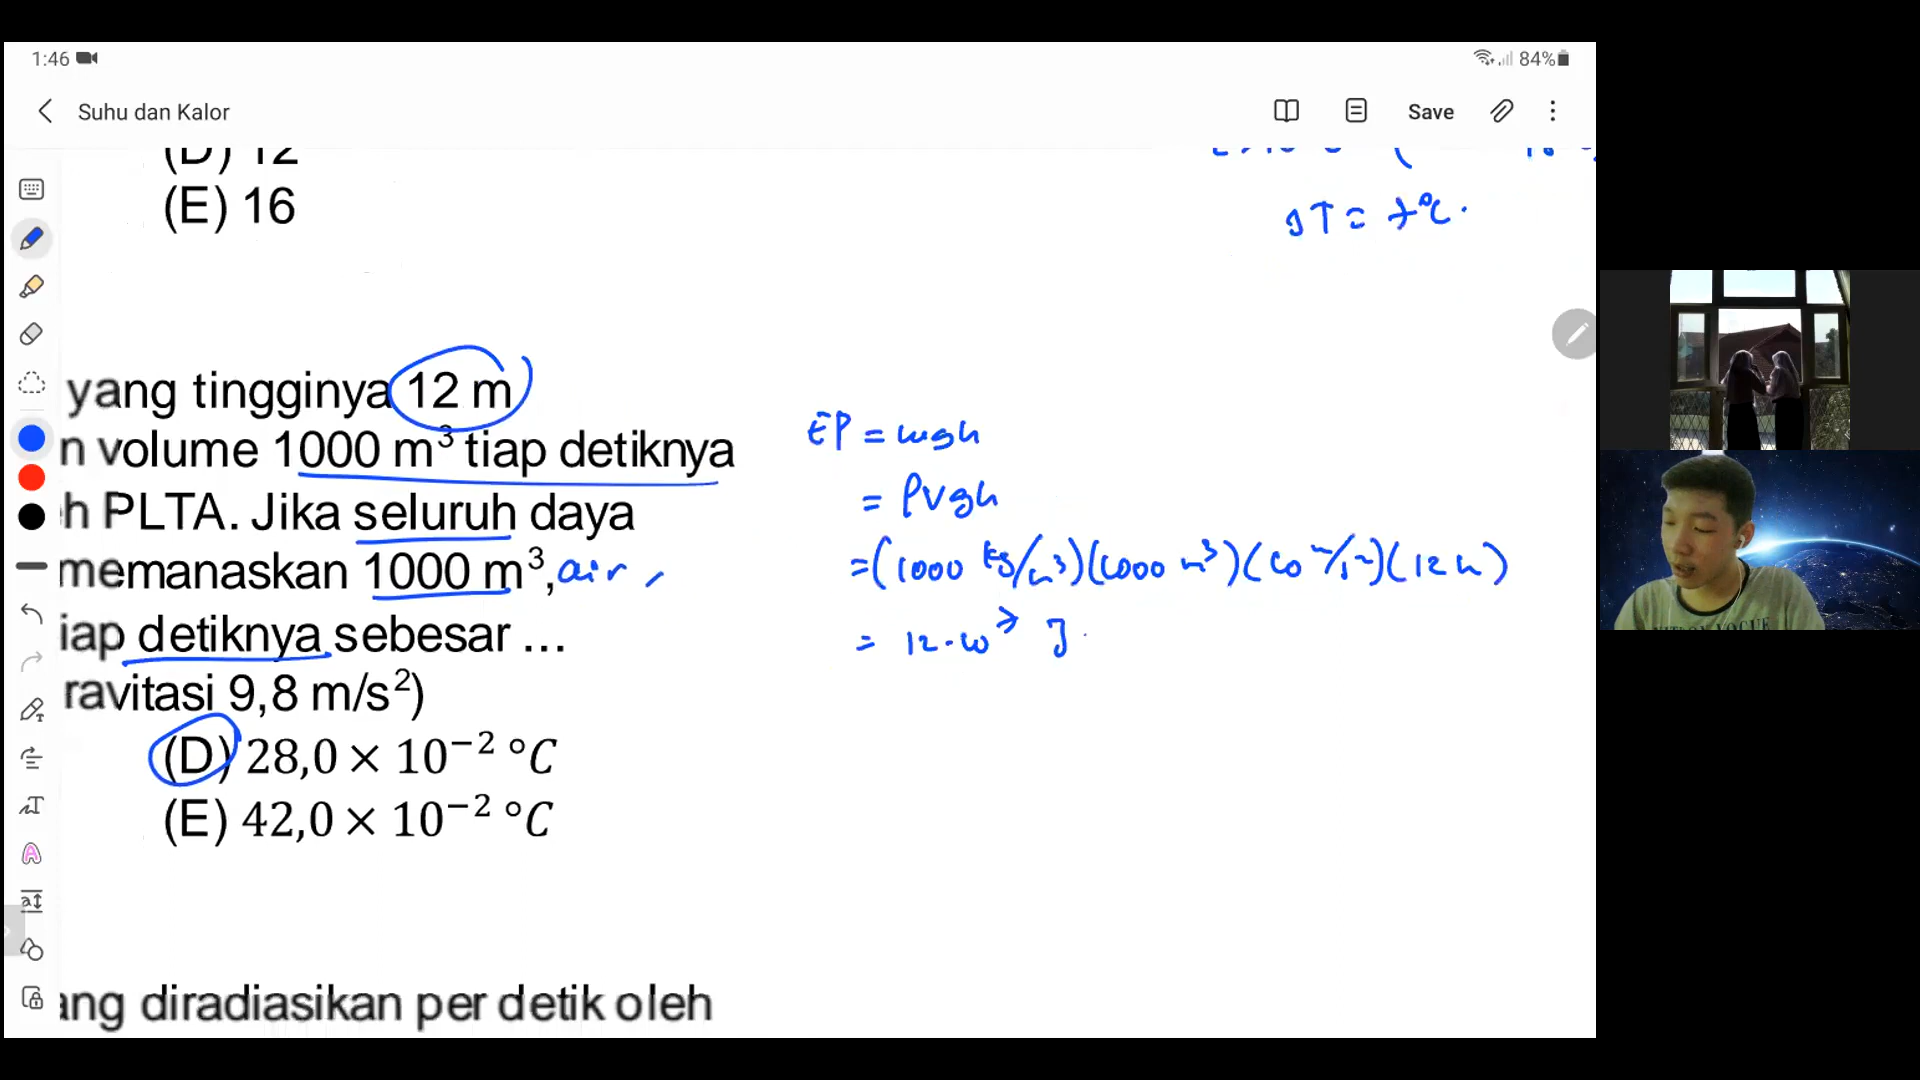 1:46
84%
Suhu dan Kalor
Save
(D) 12
(E) 16
ΔT = 7°C.
yang tingginya 12 m
n volume 1000 m³ tiap detiknya
h PLTA. Jika seluruh daya
memanaskan 1000 m³, air,
iap detiknya sebesar ...
ravitasi 9,8 m/s²)
(D) 28,0 × 10⁻² °C
(E) 42,0 × 10⁻² °C
EP = mgh
= ρVgh
= (1000 kg/m³)(1000 m³)(10 m/s²)(12 m)
= 12 · 10⁷ J.
ang diradiasikan per detik oleh